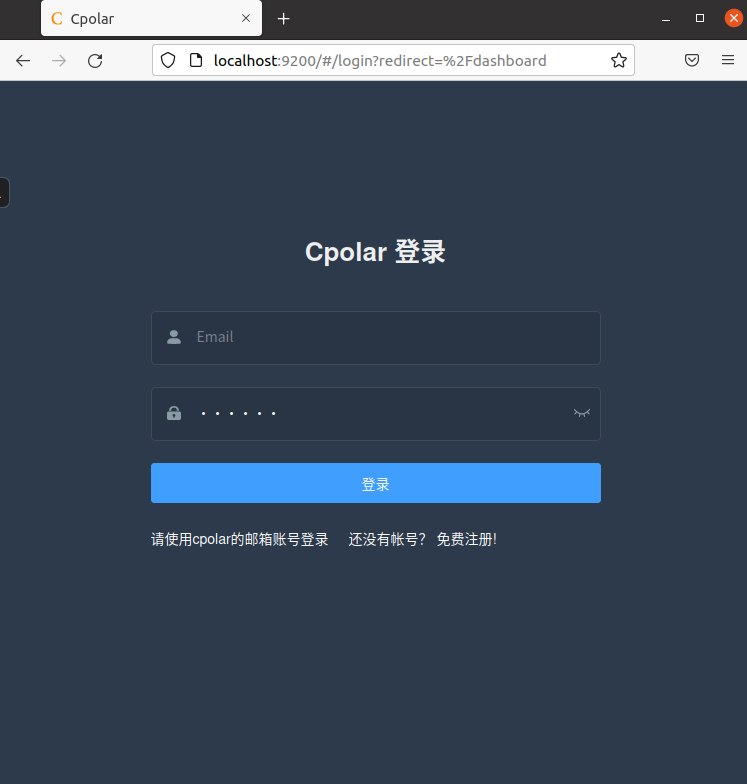 Cpolar
localhost:9200/#/login?redirect=%2Fdashboard
Cpolar 登录
Email
••••••
登录
请使用cpolar的邮箱账号登录 还没有帐号? 免费注册!